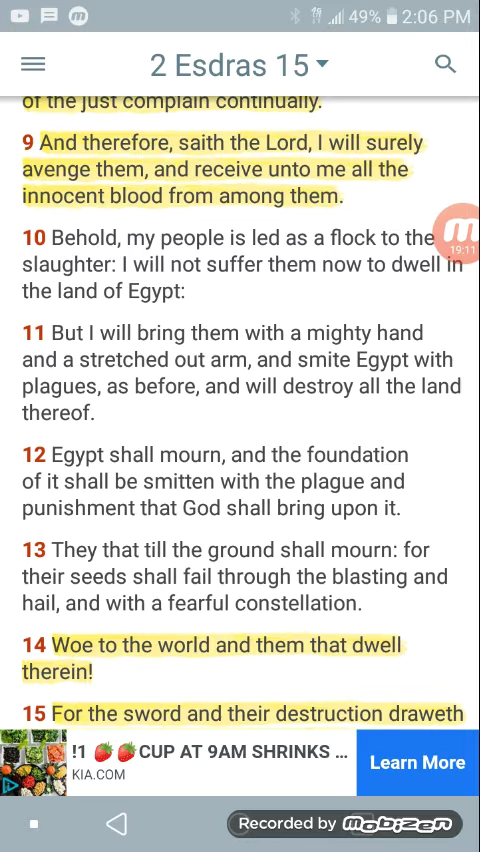 4G 49% 2:06 PM
2 Esdras 15
of the just complain continually.
9 And therefore, saith the Lord, I will surely
avenge them, and receive unto me all the
innocent blood from among them.
10 Behold, my people is led as a flock to the
slaughter: I will not suffer them now to dwell in
the land of Egypt:
19:11
11 But I will bring them with a mighty hand
and a stretched out arm, and smite Egypt with
plagues, as before, and will destroy all the land
thereof.
12 Egypt shall mourn, and the foundation
of it shall be smitten with the plague and
punishment that God shall bring upon it.
13 They that till the ground shall mourn: for
their seeds shall fail through the blasting and
hail, and with a fearful constellation.
14 Woe to the world and them that dwell
therein!
15 For the sword and their destruction draweth
!1 🍓🍓CUP AT 9AM SHRINKS ...
KIA.COM
Learn More
Recorded by mobizen